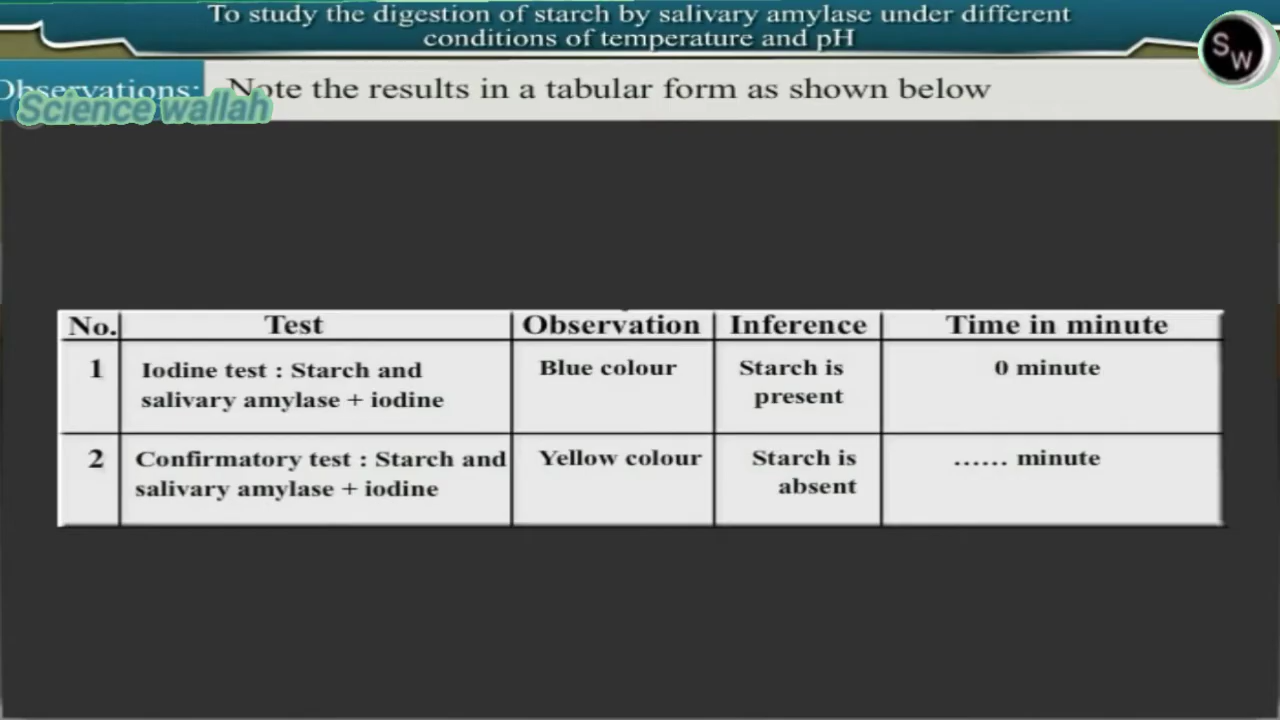 To study the digestion of starch by salivary amylase under different
conditions of temperature and pH
SW
Observations: Note the results in a tabular form as shown below
Science wallah
No. Test Observation Inference Time in minute
1 Iodine test : Starch and Blue colour Starch is 0 minute
salivary amylase + iodine present
2 Confirmatory test : Starch and Yellow colour Starch is ...... minute
salivary amylase + iodine absent